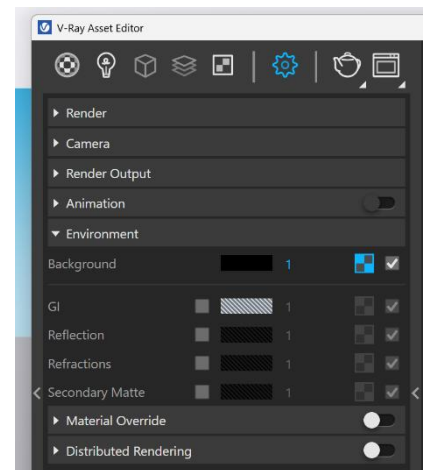 V-Ray Asset Editor
Render
Camera
Render Output
Animation
Environment
Background 1
GI 1
Reflection 1
Refractions 1
Secondary Matte 1
Material Override
Distributed Rendering